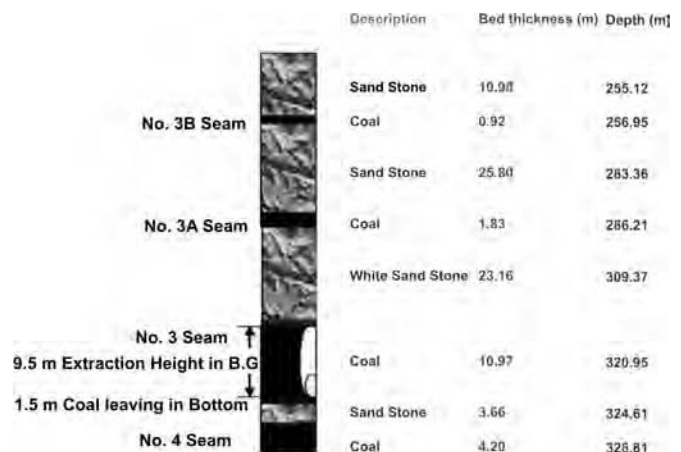 Description Bed thickness (m) Depth (m)
Sand Stone 10.98 255.12
No. 3B Seam Coal 0.92 256.95
Sand Stone 25.80 283.36
No. 3A Seam Coal 1.83 286.21
White Sand Stone 23.16 309.37
No. 3 Seam
9.5 m Extraction Height in B.G Coal 10.97 320.95
1.5 m Coal leaving in Bottom
Sand Stone 3.66 324.61
No. 4 Seam Coal 4.20 328.81